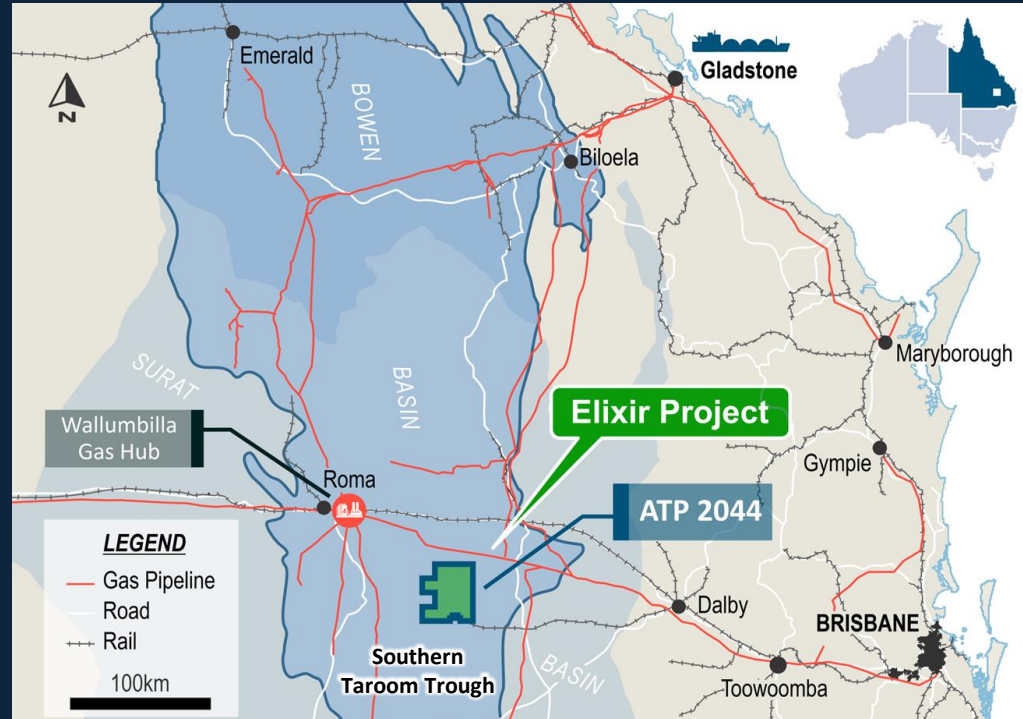 Emerald
N
BOWEN
Gladstone
Biloela
BASIN
SURAT
Maryborough
Elixir Project
Wallumbilla
Gas Hub
Roma
Gympie
ATP 2044
LEGEND
Gas Pipeline
Road
Rail
100km
Southern
Taroom Trough
BASIN
Dalby
BRISBANE
Toowoomba